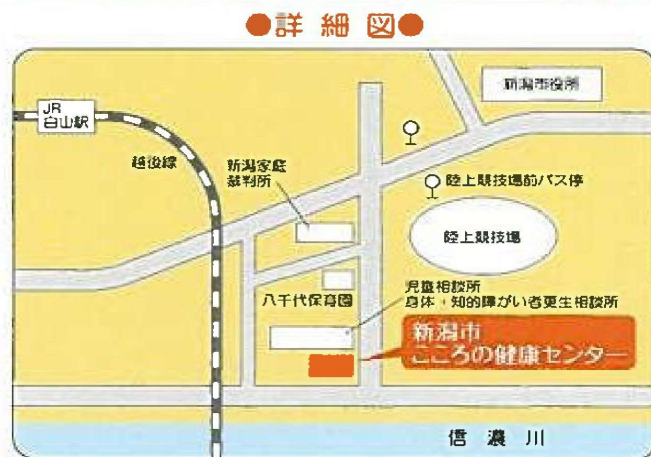 ●詳細図●
新潟市役所
JR
白山駅
越後線
新潟家庭
裁判所
陸上競技場前バス停
陸上競技場
八千代保育園
児童相談所
身体・知的障がい者更生相談所
新潟市
こころの健康センター
信濃川